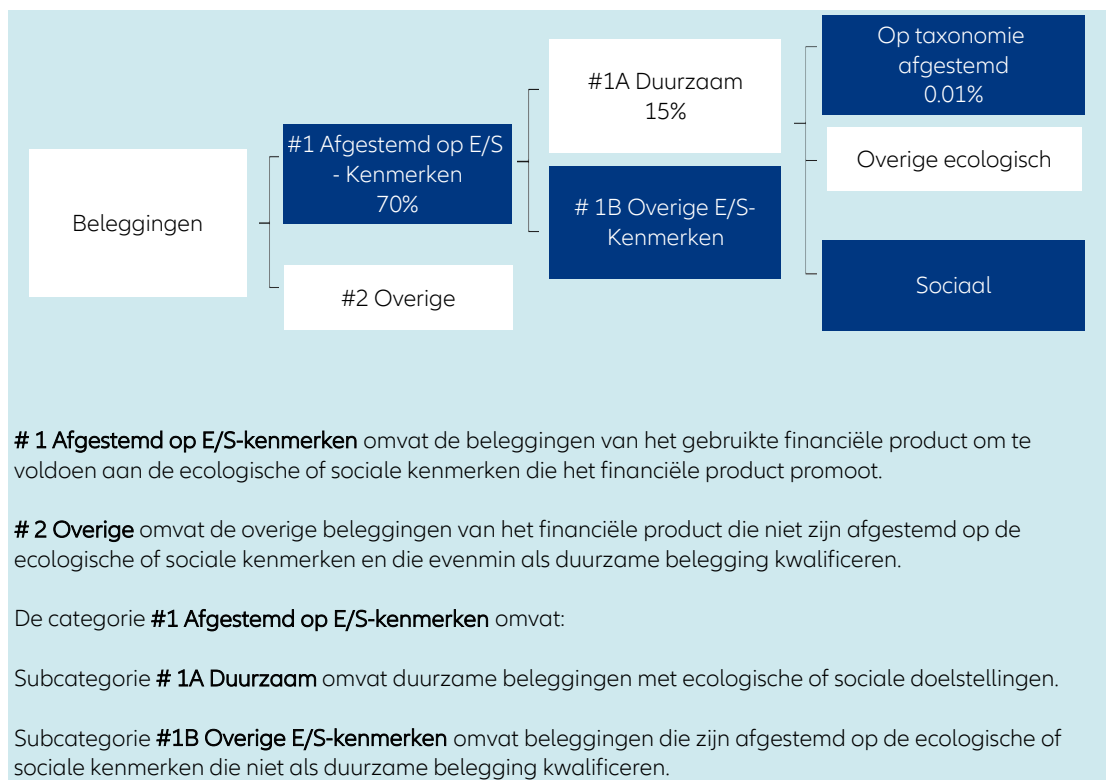 Beleggingen
#1 Afgestemd op E/S
- Kenmerken
70%
#2 Overige
#1A Duurzaam
15%
# 1B Overige E/S-
Kenmerken
Op taxonomie
afgestemd
0.01%
Overige ecologisch
Sociaal
# 1 Afgestemd op E/S-kenmerken omvat de beleggingen van het gebruikte financiële product om te
voldoen aan de ecologische of sociale kenmerken die het financiële product promoot.
# 2 Overige omvat de overige beleggingen van het financiële product die niet zijn afgestemd op de
ecologische of sociale kenmerken en die evenmin als duurzame belegging kwalificeren.
De categorie #1 Afgestemd op E/S-kenmerken omvat:
Subcategorie # 1A Duurzaam omvat duurzame beleggingen met ecologische of sociale doelstellingen.
Subcategorie #1B Overige E/S-kenmerken omvat beleggingen die zijn afgestemd op de ecologische of
sociale kenmerken die niet als duurzame belegging kwalificeren.